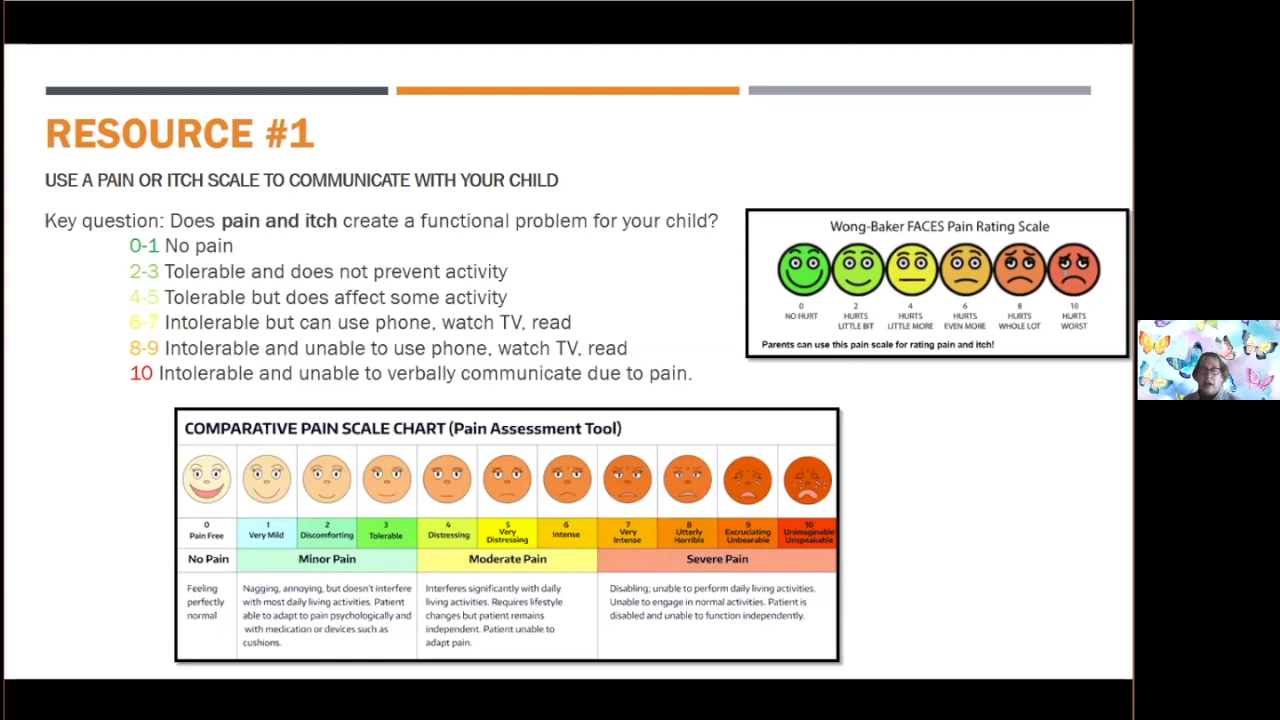 RESOURCE #1
USE A PAIN OR ITCH SCALE TO COMMUNICATE WITH YOUR CHILD
Key question: Does pain and itch create a functional problem for your child?
0-1 No pain
2-3 Tolerable and does not prevent activity
4-5 Tolerable but does affect some activity
6-7 Intolerable but can use phone, watch TV, read
8-9 Intolerable and unable to use phone, watch TV, read
10 Intolerable and unable to verbally communicate due to pain.
Wong-Baker FACES Pain Rating Scale
0
NO HURT
2
HURTS
LITTLE BIT
4
HURTS
LITTLE MORE
6
HURTS
EVEN MORE
8
HURTS
WHOLE LOT
10
HURTS
WORST
Parents can use this pain scale for rating pain and itch!
COMPARATIVE PAIN SCALE CHART (Pain Assessment Tool)
0
Pain Free
1
Very Mild
2
Discomforting
3
Tolerable
4
Distressing
5
Very
Distressing
6
Intense
7
Very
Intense
8
Utterly
Horrible
9
Excruciating
Unbearable
10
Unimaginable
Unspeakable
No Pain
Minor Pain
Moderate Pain
Severe Pain
Feeling
perfectly
normal
Nagging, annoying, but doesn't interfere
with most daily living activities. Patient
able to adapt to pain psychologically and
with medication or devices such as
cushions.
Interferes significantly with daily
living activities. Requires lifestyle
changes but patient remains
independent. Patient unable to
adapt pain.
Disabling; unable to perform daily living activities.
Unable to engage in normal activities. Patient is
disabled and unable to function independently.